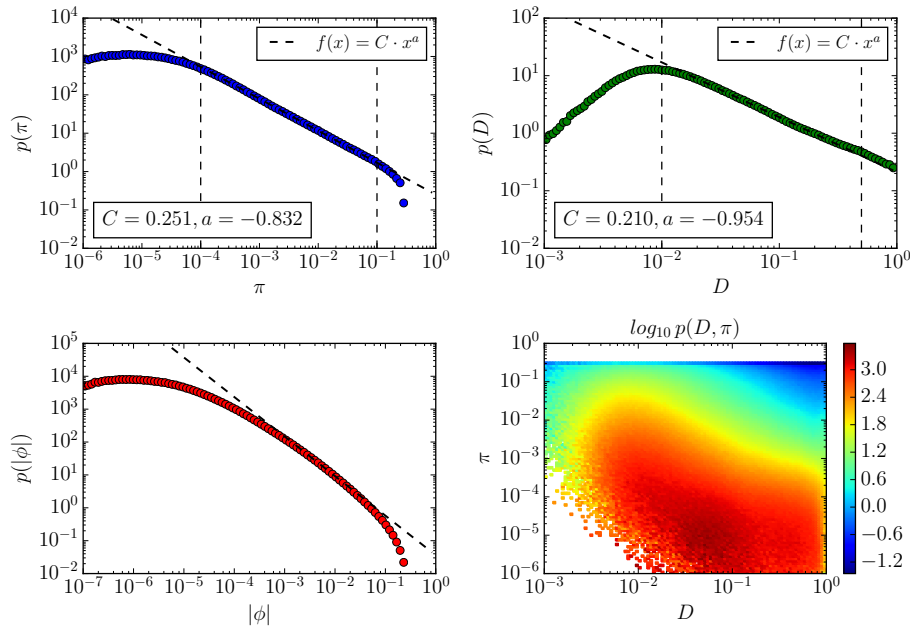 10^4
10^3
10^2
10^1
10^0
10^-1
10^-2
p(π)
f(x) = C · x^a
C = 0.251, a = −0.832
10^-6 10^-5 10^-4 10^-3 10^-2 10^-1 10^0
π
10^2
10^1
10^0
10^-1
10^-2
p(D)
f(x) = C · x^a
C = 0.210, a = −0.954
10^-3 10^-2 10^-1 10^0
D
10^5
10^4
10^3
10^2
10^1
10^0
10^-1
10^-2
p(|ϕ|)
10^-7 10^-6 10^-5 10^-4 10^-3 10^-2 10^-1 10^0
|ϕ|
log_10 p(D, π)
10^0
10^-1
10^-2
10^-3
10^-4
10^-5
10^-6
π
10^-3 10^-2 10^-1 10^0
D
3.0
2.4
1.8
1.2
0.6
0.0
−0.6
−1.2